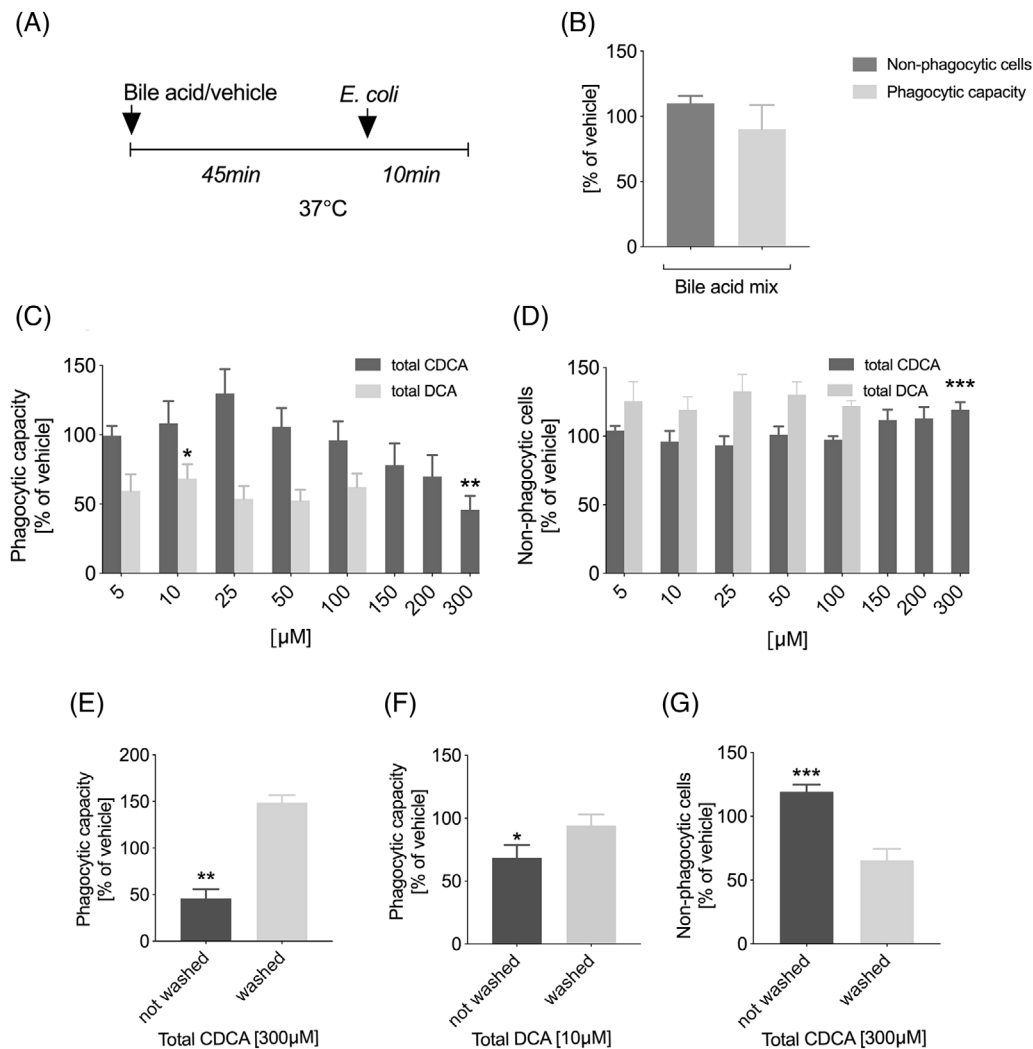 (A)
Bile acid/vehicle
E. coli
45min
10min
37°C
(B)
150
100
50
0
[% of vehicle]
Bile acid mix
Non-phagocytic cells
Phagocytic capacity
(C)
150
100
50
0
Phagocytic capacity
[% of vehicle]
total CDCA
total DCA
*
**
5
10
25
50
100
150
200
300
[µM]
(D)
150
100
50
0
Non-phagocytic cells
[% of vehicle]
total CDCA
total DCA
***
5
10
25
50
100
150
200
300
[µM]
(E)
200
150
100
50
0
Phagocytic capacity
[% of vehicle]
**
not washed
washed
Total CDCA [300µM]
(F)
150
100
50
0
Phagocytic capacity
[% of vehicle]
*
not washed
washed
Total DCA [10µM]
(G)
150
100
50
0
Non-phagocytic cells
[% of vehicle]
***
not washed
washed
Total CDCA [300µM]